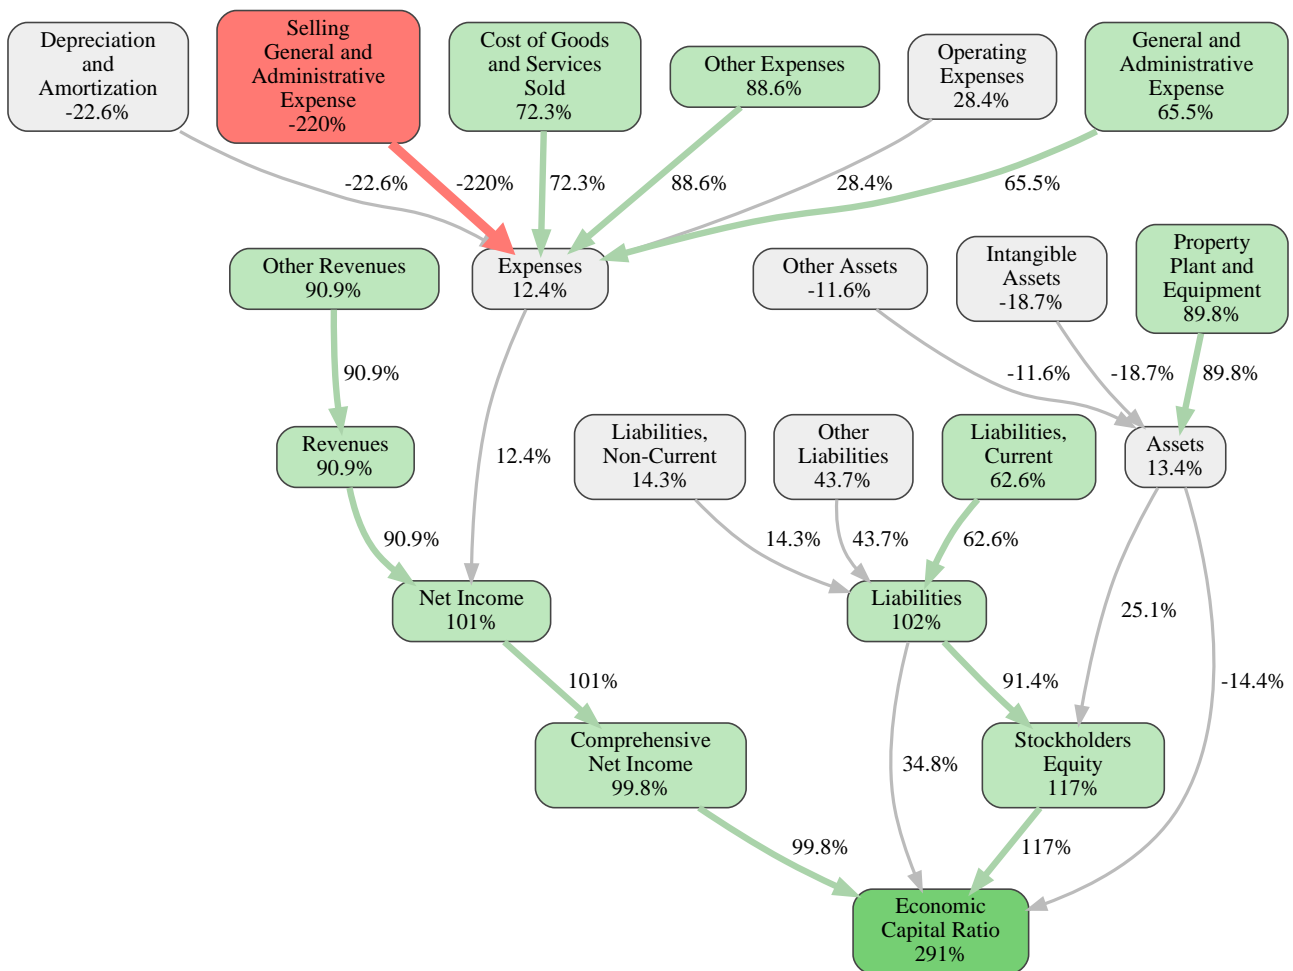 Depreciation
and
Amortization
-22.6%
Selling
General and
Administrative
Expense
-220%
Cost of Goods
and Services
Sold
72.3%
Other Expenses
88.6%
Operating
Expenses
28.4%
General and
Administrative
Expense
65.5%
-22.6%
-220%
72.3%
88.6%
28.4%
65.5%
Other Revenues
90.9%
Expenses
12.4%
Other Assets
-11.6%
Intangible
Assets
-18.7%
Property
Plant and
Equipment
89.8%
90.9%
12.4%
-11.6%
-18.7%
89.8%
Revenues
90.9%
Liabilities,
Non-Current
14.3%
Other
Liabilities
43.7%
Liabilities,
Current
62.6%
Assets
13.4%
90.9%
14.3%
43.7%
62.6%
25.1%
-14.4%
Net Income
101%
Liabilities
102%
101%
91.4%
34.8%
Comprehensive
Net Income
99.8%
Stockholders
Equity
117%
99.8%
117%
Economic
Capital Ratio
291%